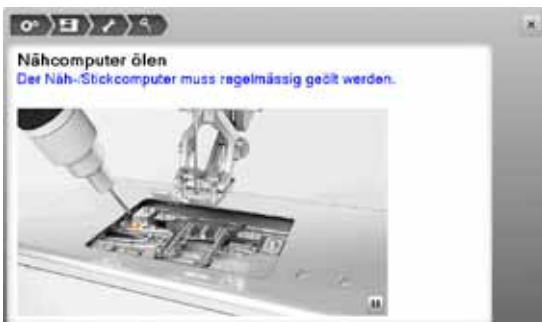 Nähcomputer ölen
Der Näh-/Stickcomputer muss regelmässig geölt werden.